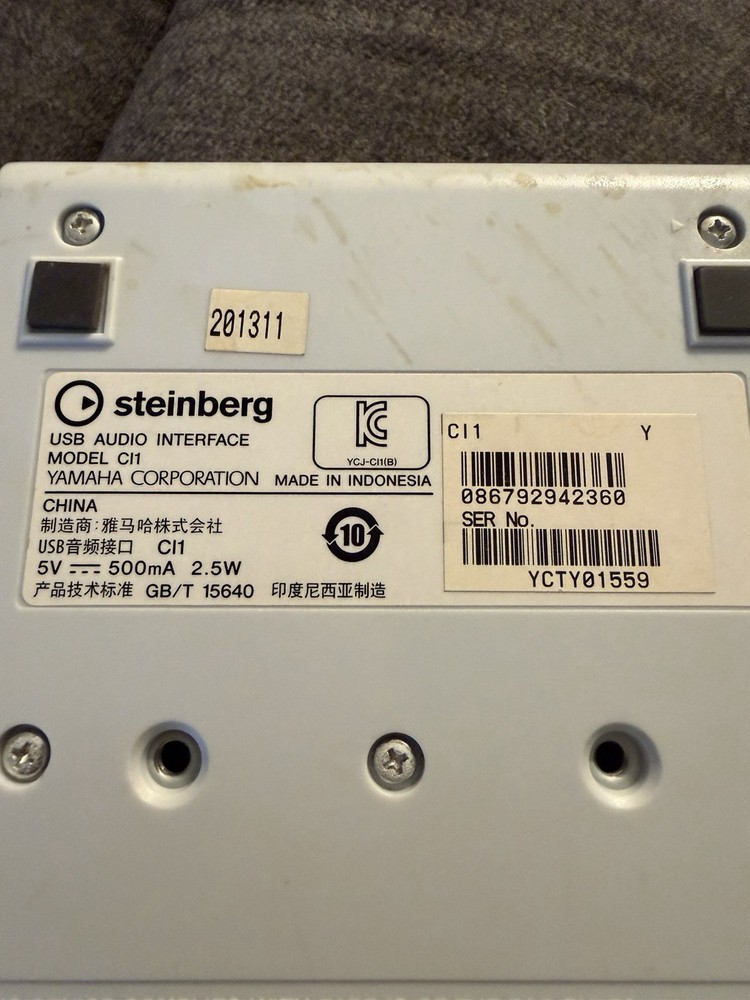 201311
steinberg
USB AUDIO INTERFACE
MODEL CI1
YAMAHA CORPORATION MADE IN INDONESIA
YCJ-CI1(B)
CHINA
制造商:雅马哈株式会社
USB音频接口 CI1
5V 500mA 2.5W
产品技术标准 GB/T 15640 印度尼西亚制造
10
CI1 Y
086792942360
SER No.
YCTY01559